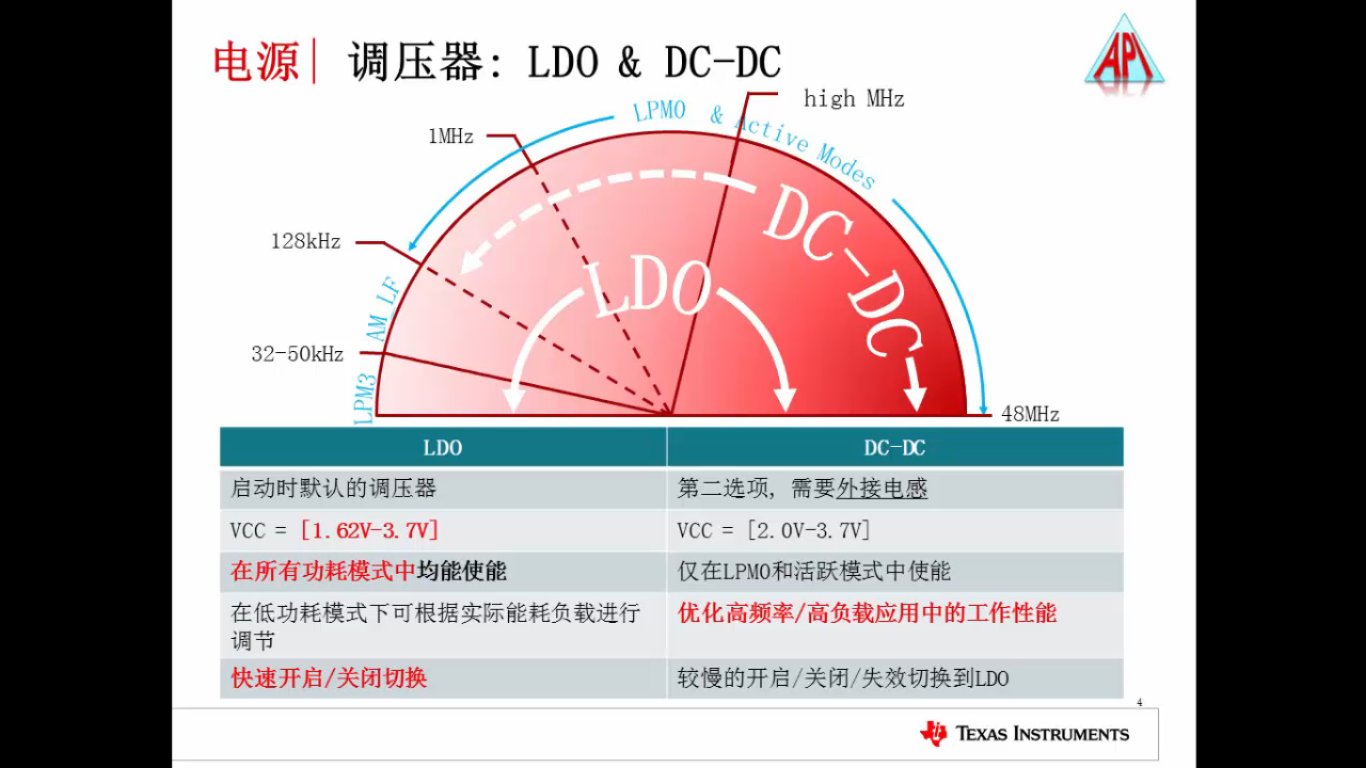 电源| 调压器: LDO & DC-DC
API
high MHz
LPM0 & Active Modes
1MHz
DC-DC
128kHz
LDO
AM_LF
32-50kHz
LPM3
48MHz
LDO DC-DC
启动时默认的调压器 第二选项, 需要外接电感
VCC = [1.62V-3.7V] VCC = [2.0V-3.7V]
在所有功耗模式中均能使能 仅在LPM0和活跃模式中使能
在低功耗模式下可根据实际能耗负载进行 优化高频率/高负载应用中的工作性能
调节
快速开启/关闭切换 较慢的开启/关闭/失效切换到LDO
4
TEXAS INSTRUMENTS